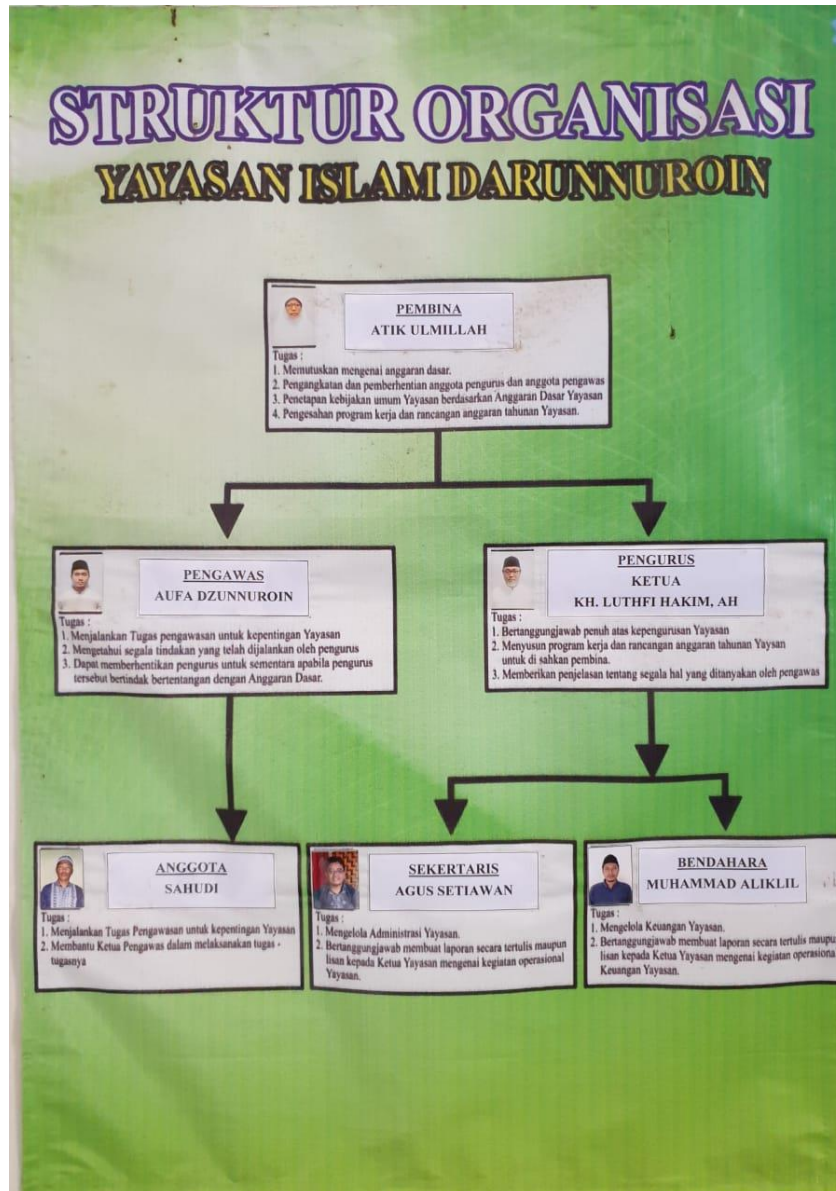 STRUKTUR ORGANISASI
YAYASAN ISLAM DARUNNUROIN
PEMBINA
ATIK ULMILLAH
Tugas :
1. Memutuskan mengenai anggaran dasar.
2. Pengangkatan dan pemberhentian anggota pengurus dan anggota pengawas
3. Penetapan kebijakan umum Yayasan berdasarkan Anggaran Dasar Yayasan
4. Pengesahan program kerja dan rancangan anggaran tahunan Yayasan.
PENGAWAS
AUFA DZUNNUROIN
Tugas :
1. Menjalankan Tugas pengawasan untuk kepentingan Yayasan
2. Mengetahui segala tindakan yang telah dijalankan oleh pengurus
3. Dapat memberhentikan pengurus untuk sementara apabila pengurus
tersebut bertindak bertentangan dengan Anggaran Dasar.
PENGURUS
KETUA
KH. LUTHFI HAKIM, AH
Tugas :
1. Bertanggungjawab penuh atas kepengurusan Yayasan
2. Menyusun program kerja dan rancangan anggaran tahunan Yaysan
untuk di sahkan pembina.
3. Memberikan penjelasan tentang segala hal yang ditanyakan oleh pengawas
ANGGOTA
SAHUDI
Tugas :
1. Menjalankan Tugas Pengawasan untuk kepentingan Yayasan
2. Membantu Ketua Pengawas dalam melaksanakan tugas -
tugasnya
SEKERTARIS
AGUS SETIAWAN
Tugas :
1. Mengelola Administrasi Yayasan.
2. Bertanggungjawab membuat laporan secara tertulis maupun
lisan kepada Ketua Yayasan mengenai kegiatan operasional
Yayasan.
BENDAHARA
MUHAMMAD ALIKLIL
Tugas :
1. Mengelola Keuangan Yayasan.
2. Bertanggungjawab membuat laporan secara tertulis maupu
lisan kepada Ketua Yayasan mengenai kegiatan operasiona
Keuangan Yayasan.